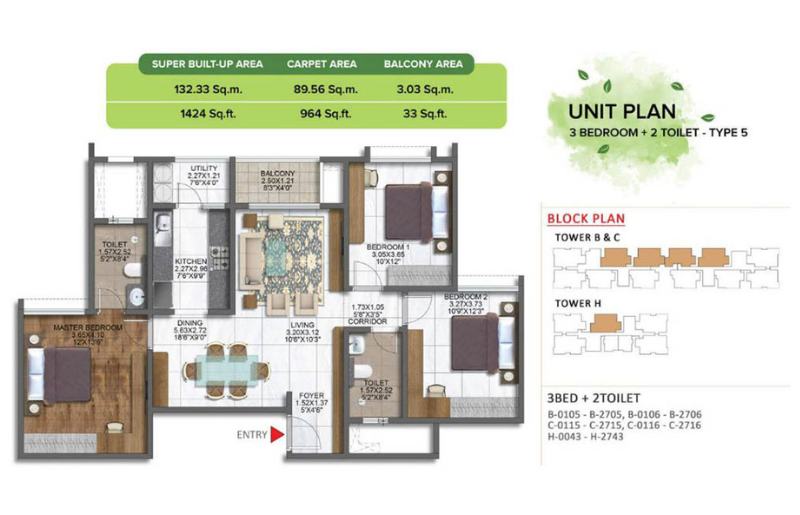 SUPER BUILT-UP AREA CARPET AREA BALCONY AREA
132.33 Sq.m. 89.56 Sq.m. 3.03 Sq.m.
1424 Sq.ft. 964 Sq.ft. 33 Sq.ft.
UNIT PLAN
3 BEDROOM + 2 TOILET - TYPE 5
UTILITY
2.27X1.21
7'6"X4'0"
BALCONY
2.50X1.21
8'3"X4'0"
TOILET
1.57X2.52
5'2"X8'4"
KITCHEN
2.27X2.96
7'6"X9'9"
BEDROOM 1
3.05X3.65
10'X12'
MASTER BEDROOM
3.65X4.10
12'X13'6"
DINING
5.63X2.72
18'6"X9'0"
LIVING
3.20X3.12
10'6"X10'3"
1.73X1.05
5'8"X3'5"
CORRIDOR
BEDROOM 2
3.27X3.73
10'9"X12'3"
TOILET
1.57X2.52
5'2"X8'4"
FOYER
1.52X1.37
5'X4'6"
ENTRY
BLOCK PLAN
TOWER B & C
TOWER H
3BED + 2TOILET
B-0105 - B-2705, B-0106 - B-2706
C-0115 - C-2715, C-0116 - C-2716
H-0043 - H-2743